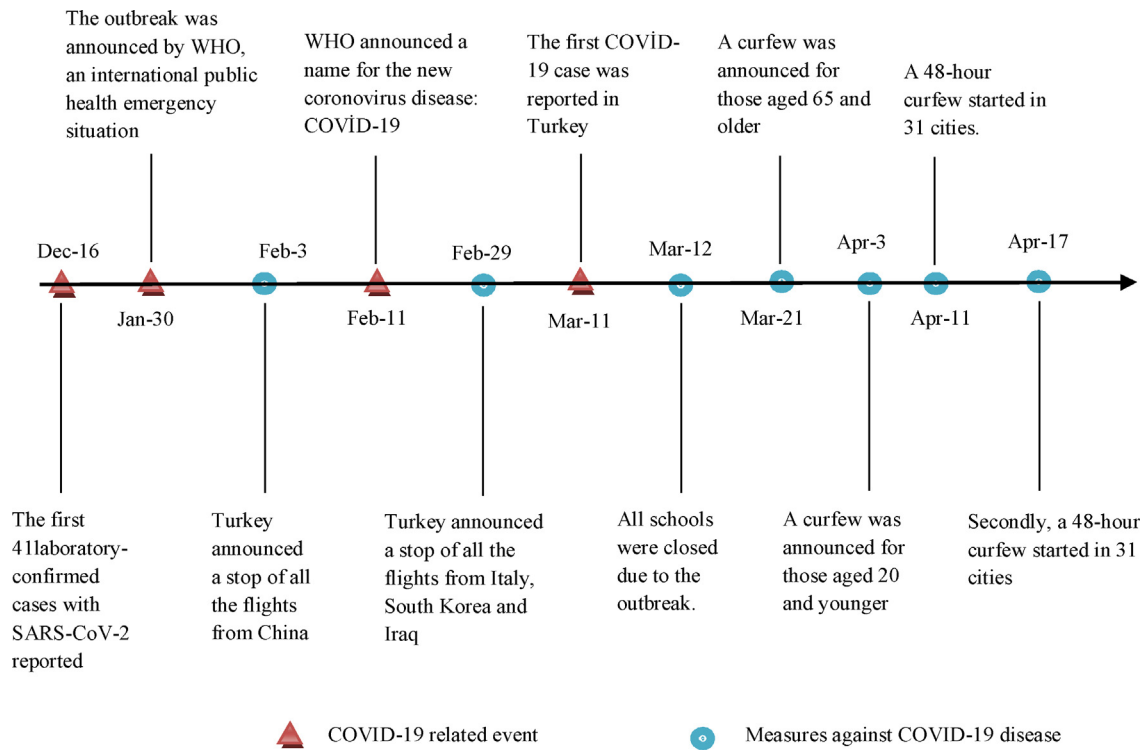 The outbreak was
announced by WHO,
an international public
health emergency
situation
WHO announced a
name for the new
coronovirus disease:
COVİD-19
The first COVİD-
19 case was
reported in
Turkey
A curfew was
announced for
those aged 65 and
older
A 48-hour
curfew started in
31 cities.
Dec-16
Feb-3
Feb-29
Mar-12
Apr-3
Apr-17
Jan-30
Feb-11
Mar-11
Mar-21
Apr-11
The first
41laboratory-
confirmed
cases with
SARS-CoV-2
reported
Turkey
announced
a stop of all
the flights
from China
Turkey announced
a stop of all the
flights from Italy,
South Korea and
Iraq
All schools
were closed
due to the
outbreak.
A curfew was
announced for
those aged 20
and younger
Secondly, a 48-hour
curfew started in 31
cities
COVID-19 related event
Measures against COVID-19 disease